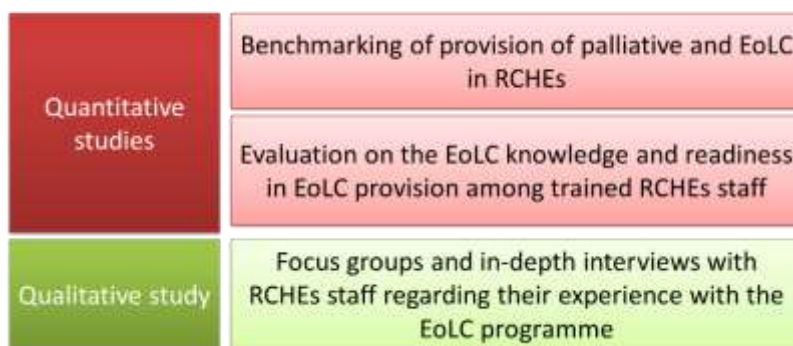 Quantitative
studies
Benchmarking of provision of palliative and EoLC
in RCHEs
Evaluation on the EoLC knowledge and readiness
in EoLC provision among trained RCHEs staff
Qualitative study
Focus groups and in-depth interviews with
RCHEs staff regarding their experience with the
EoLC programme